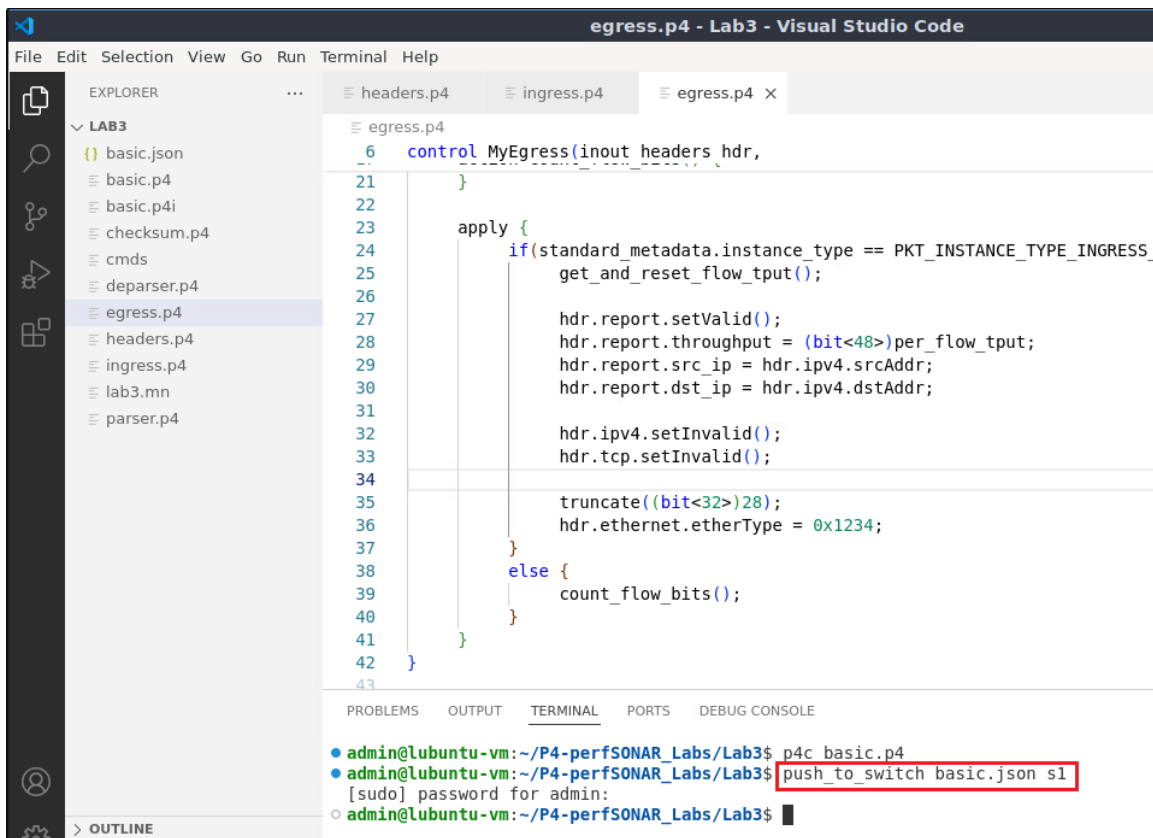 egress.p4 - Lab3 - Visual Studio Code
File Edit Selection View Go Run Terminal Help
EXPLORER ...
headers.p4 ingress.p4 egress.p4 ×
LAB3
{} basic.json
basic.p4
basic.p4i
checksum.p4
cmds
deparser.p4
egress.p4
headers.p4
ingress.p4
lab3.mn
parser.p4
OUTLINE
egress.p4
6 control MyEgress(inout headers hdr,
21 }
22
23 apply {
24 if(standard_metadata.instance_type == PKT_INSTANCE_TYPE_INGRESS_
25 get_and_reset_flow_tput();
26
27 hdr.report.setValid();
28 hdr.report.throughput = (bit<48>)per_flow_tput;
29 hdr.report.src_ip = hdr.ipv4.srcAddr;
30 hdr.report.dst_ip = hdr.ipv4.dstAddr;
31
32 hdr.ipv4.setInvalid();
33 hdr.tcp.setInvalid();
34
35 truncate((bit<32>)28);
36 hdr.ethernet.etherType = 0x1234;
37 }
38 else {
39 count_flow_bits();
40 }
41 }
42 }
43
PROBLEMS OUTPUT TERMINAL PORTS DEBUG CONSOLE
admin@lubuntu-vm:~/P4-perfSONAR_Labs/Lab3$ p4c basic.p4
admin@lubuntu-vm:~/P4-perfSONAR_Labs/Lab3$ push_to_switch basic.json s1
[sudo] password for admin:
admin@lubuntu-vm:~/P4-perfSONAR_Labs/Lab3$